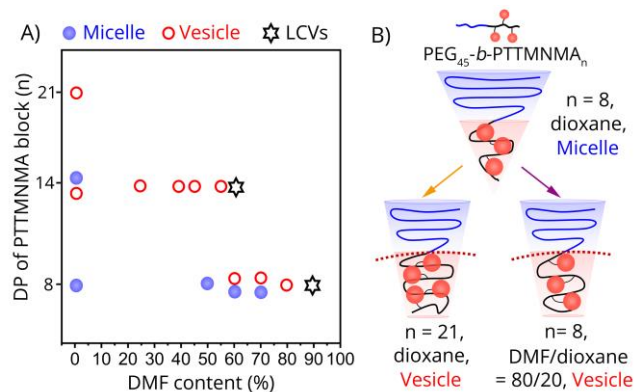 A)
Micelle
Vesicle
LCVs
DP of PTTMNMA block (n)
21
14
8
0
10
20
30
40
50
60
70
80
90
100
DMF content (%)
B)
PEG45-b-PTTMNMAn
n = 8,
dioxane,
Micelle
n = 21,
dioxane,
Vesicle
n= 8,
DMF/dioxane
= 80/20, Vesicle